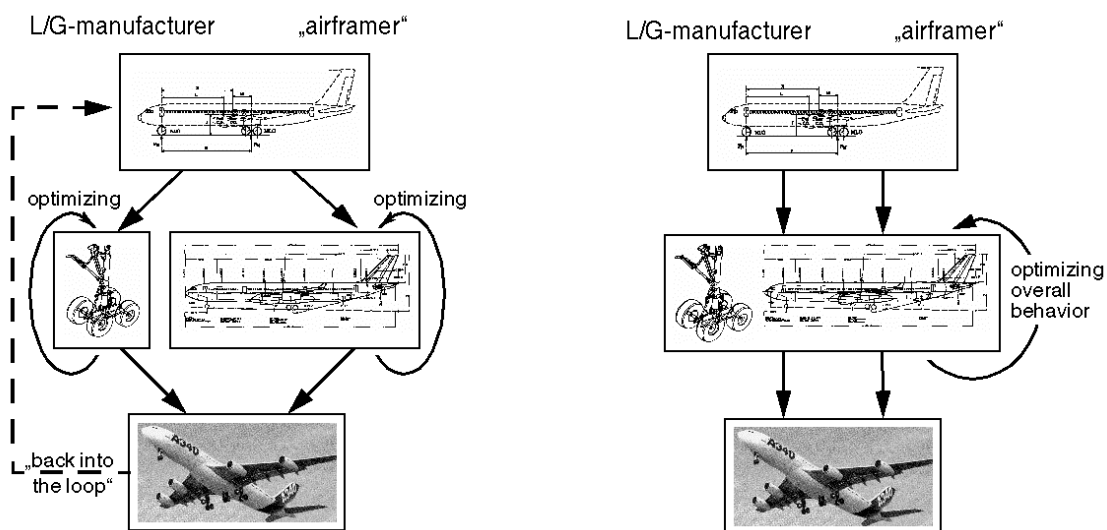 L/G-manufacturer „airframer“
L/G-manufacturer „airframer“
optimizing
optimizing
optimizing
overall
behavior
„back into
the loop“
A340
A340